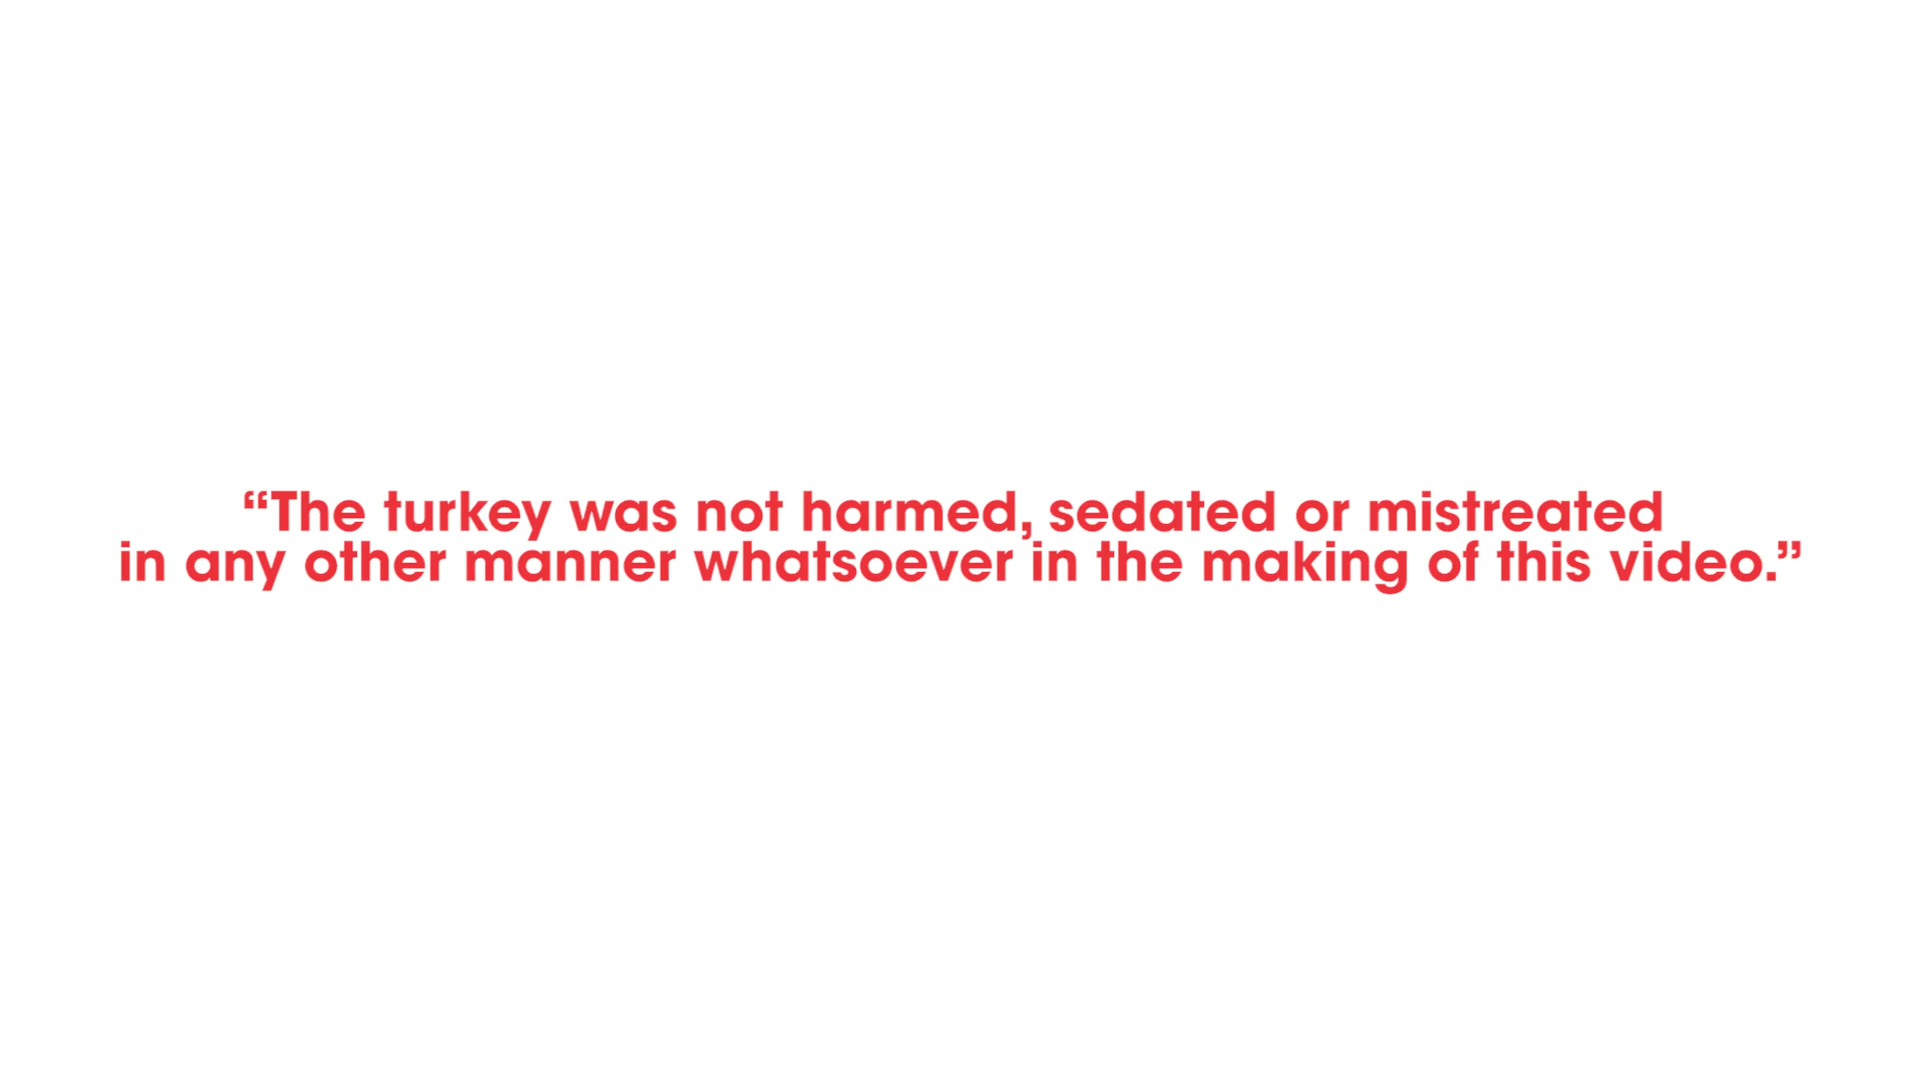 “The turkey was not harmed, sedated or mistreated
in any other manner whatsoever in the making of this video.”